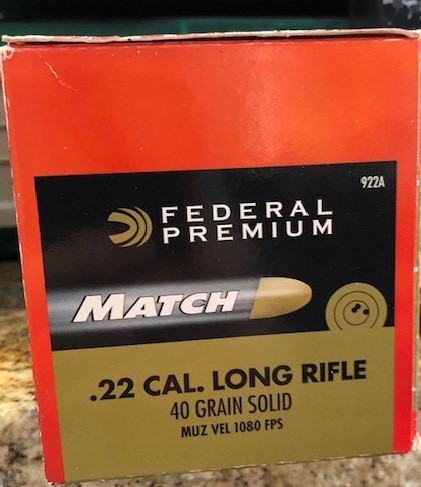 922A
FEDERAL
PREMIUM
MATCH
.22 CAL. LONG RIFLE
40 GRAIN SOLID
MUZ VEL 1080 FPS